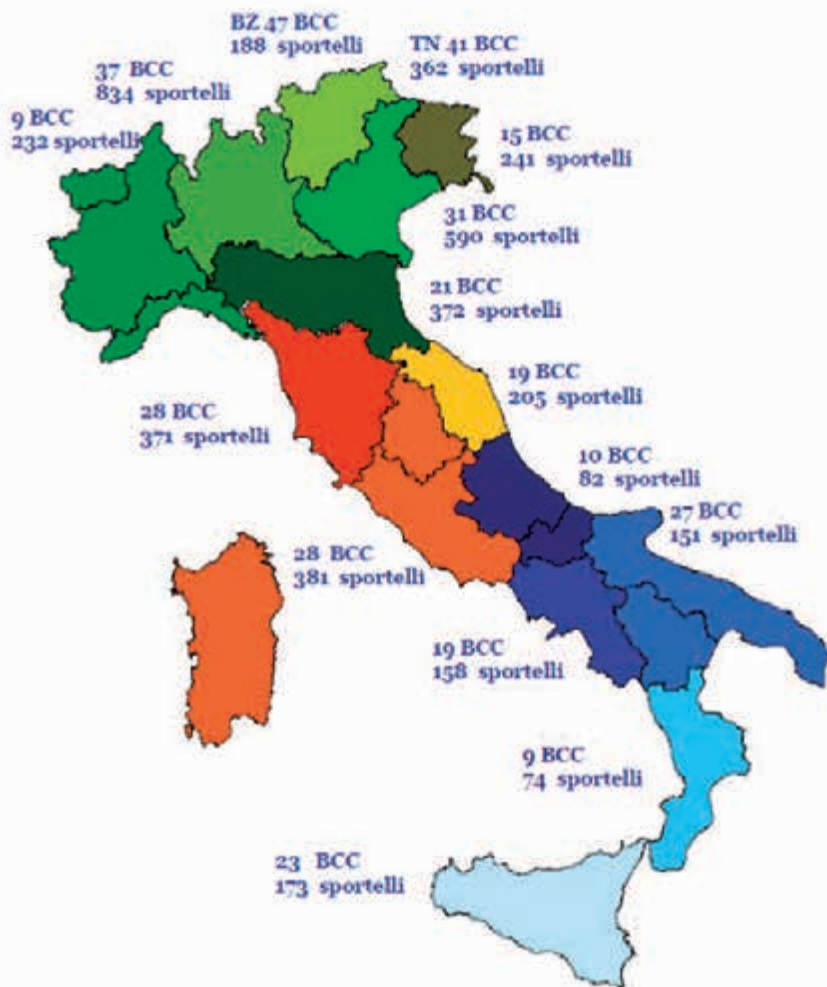 BZ 47 BCC
188 sportelli
TN 41 BCC
362 sportelli
37 BCC
834 sportelli
9 BCC
232 sportelli
15 BCC
241 sportelli
31 BCC
590 sportelli
21 BCC
372 sportelli
19 BCC
205 sportelli
28 BCC
371 sportelli
10 BCC
82 sportelli
27 BCC
151 sportelli
28 BCC
381 sportelli
19 BCC
158 sportelli
9 BCC
74 sportelli
23 BCC
173 sportelli